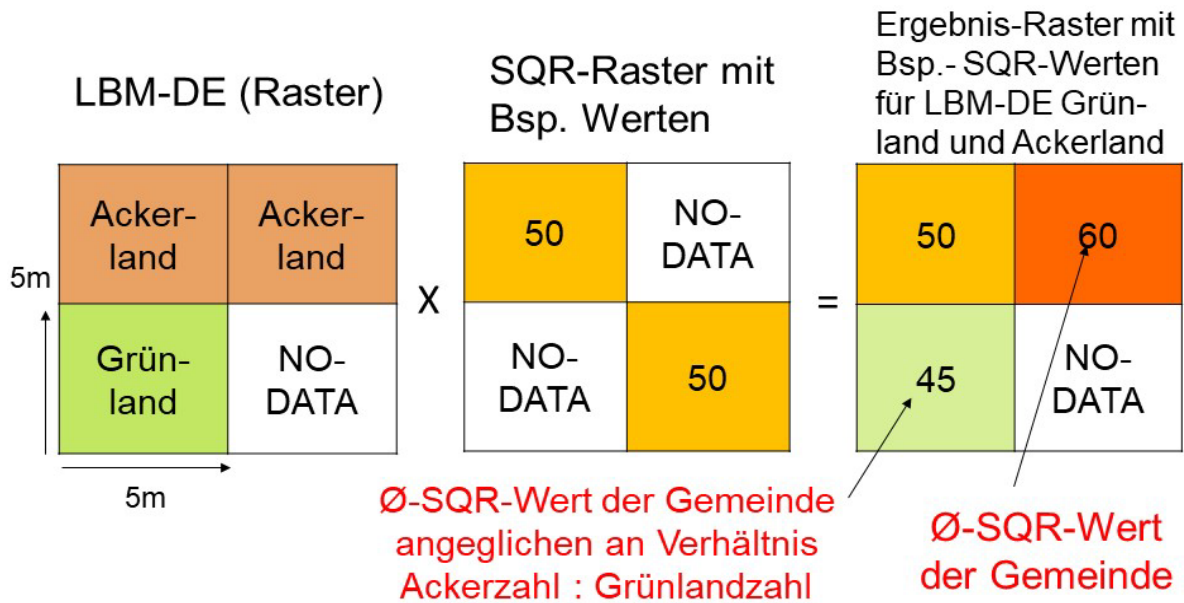 LBM-DE (Raster)
SQR-Raster mit
Bsp. Werten
Ergebnis-Raster mit
Bsp.- SQR-Werten
für LBM-DE Grün-
land und Ackerland
Acker-
land
Acker-
land
Grün-
land
NO-
DATA
5m
5m
X
50
NO-
DATA
NO-
DATA
50
=
50
60
45
NO-
DATA
Ø-SQR-Wert der Gemeinde
angeglichen an Verhältnis
Ackerzahl : Grünlandzahl
Ø-SQR-Wert
der Gemeinde